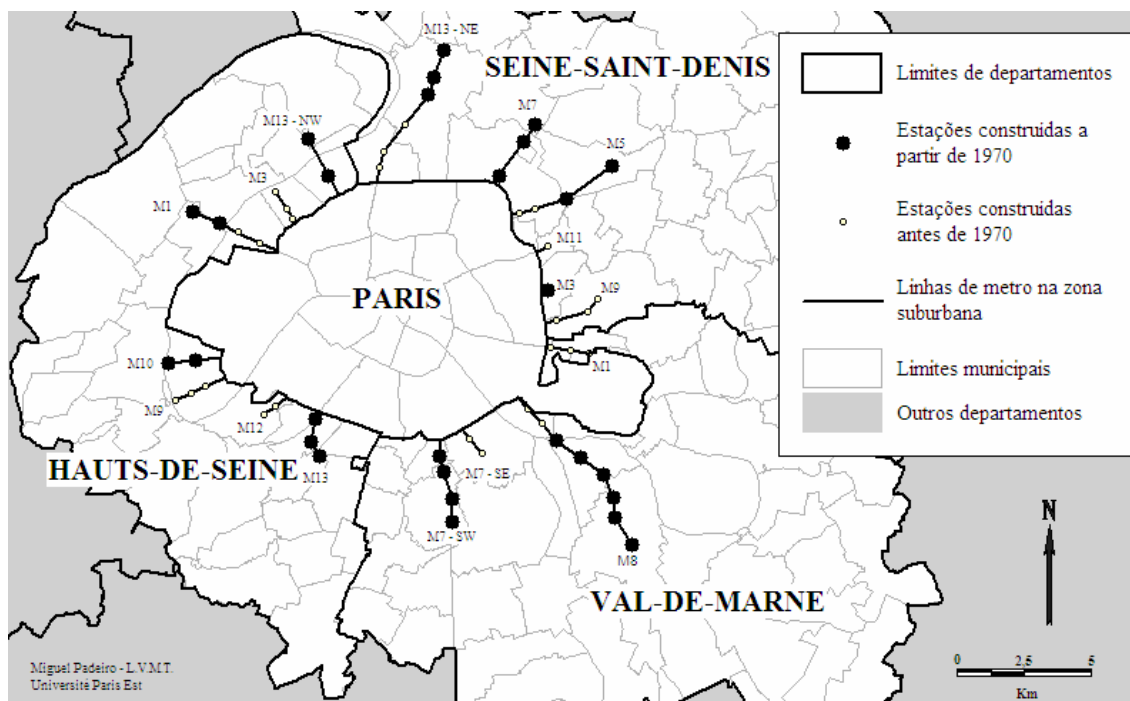 M13 - NE
SEINE-SAINT-DENIS
M7
M13 - NW
M5
M3
M1
M11
PARIS
M3
M9
M10
M1
M9
M12
HAUTS-DE-SEINE
M13
M7 - SE
M7 - SW
M8
VAL-DE-MARNE
Limites de departamentos
Estações construidas a
partir de 1970
Estações construidas
antes de 1970
Linhas de metro na zona
suburbana
Limites municipais
Outros departamentos
N
0 2,5 5
Km
Miguel Padeiro - L.V.M.T.
Université Paris Est